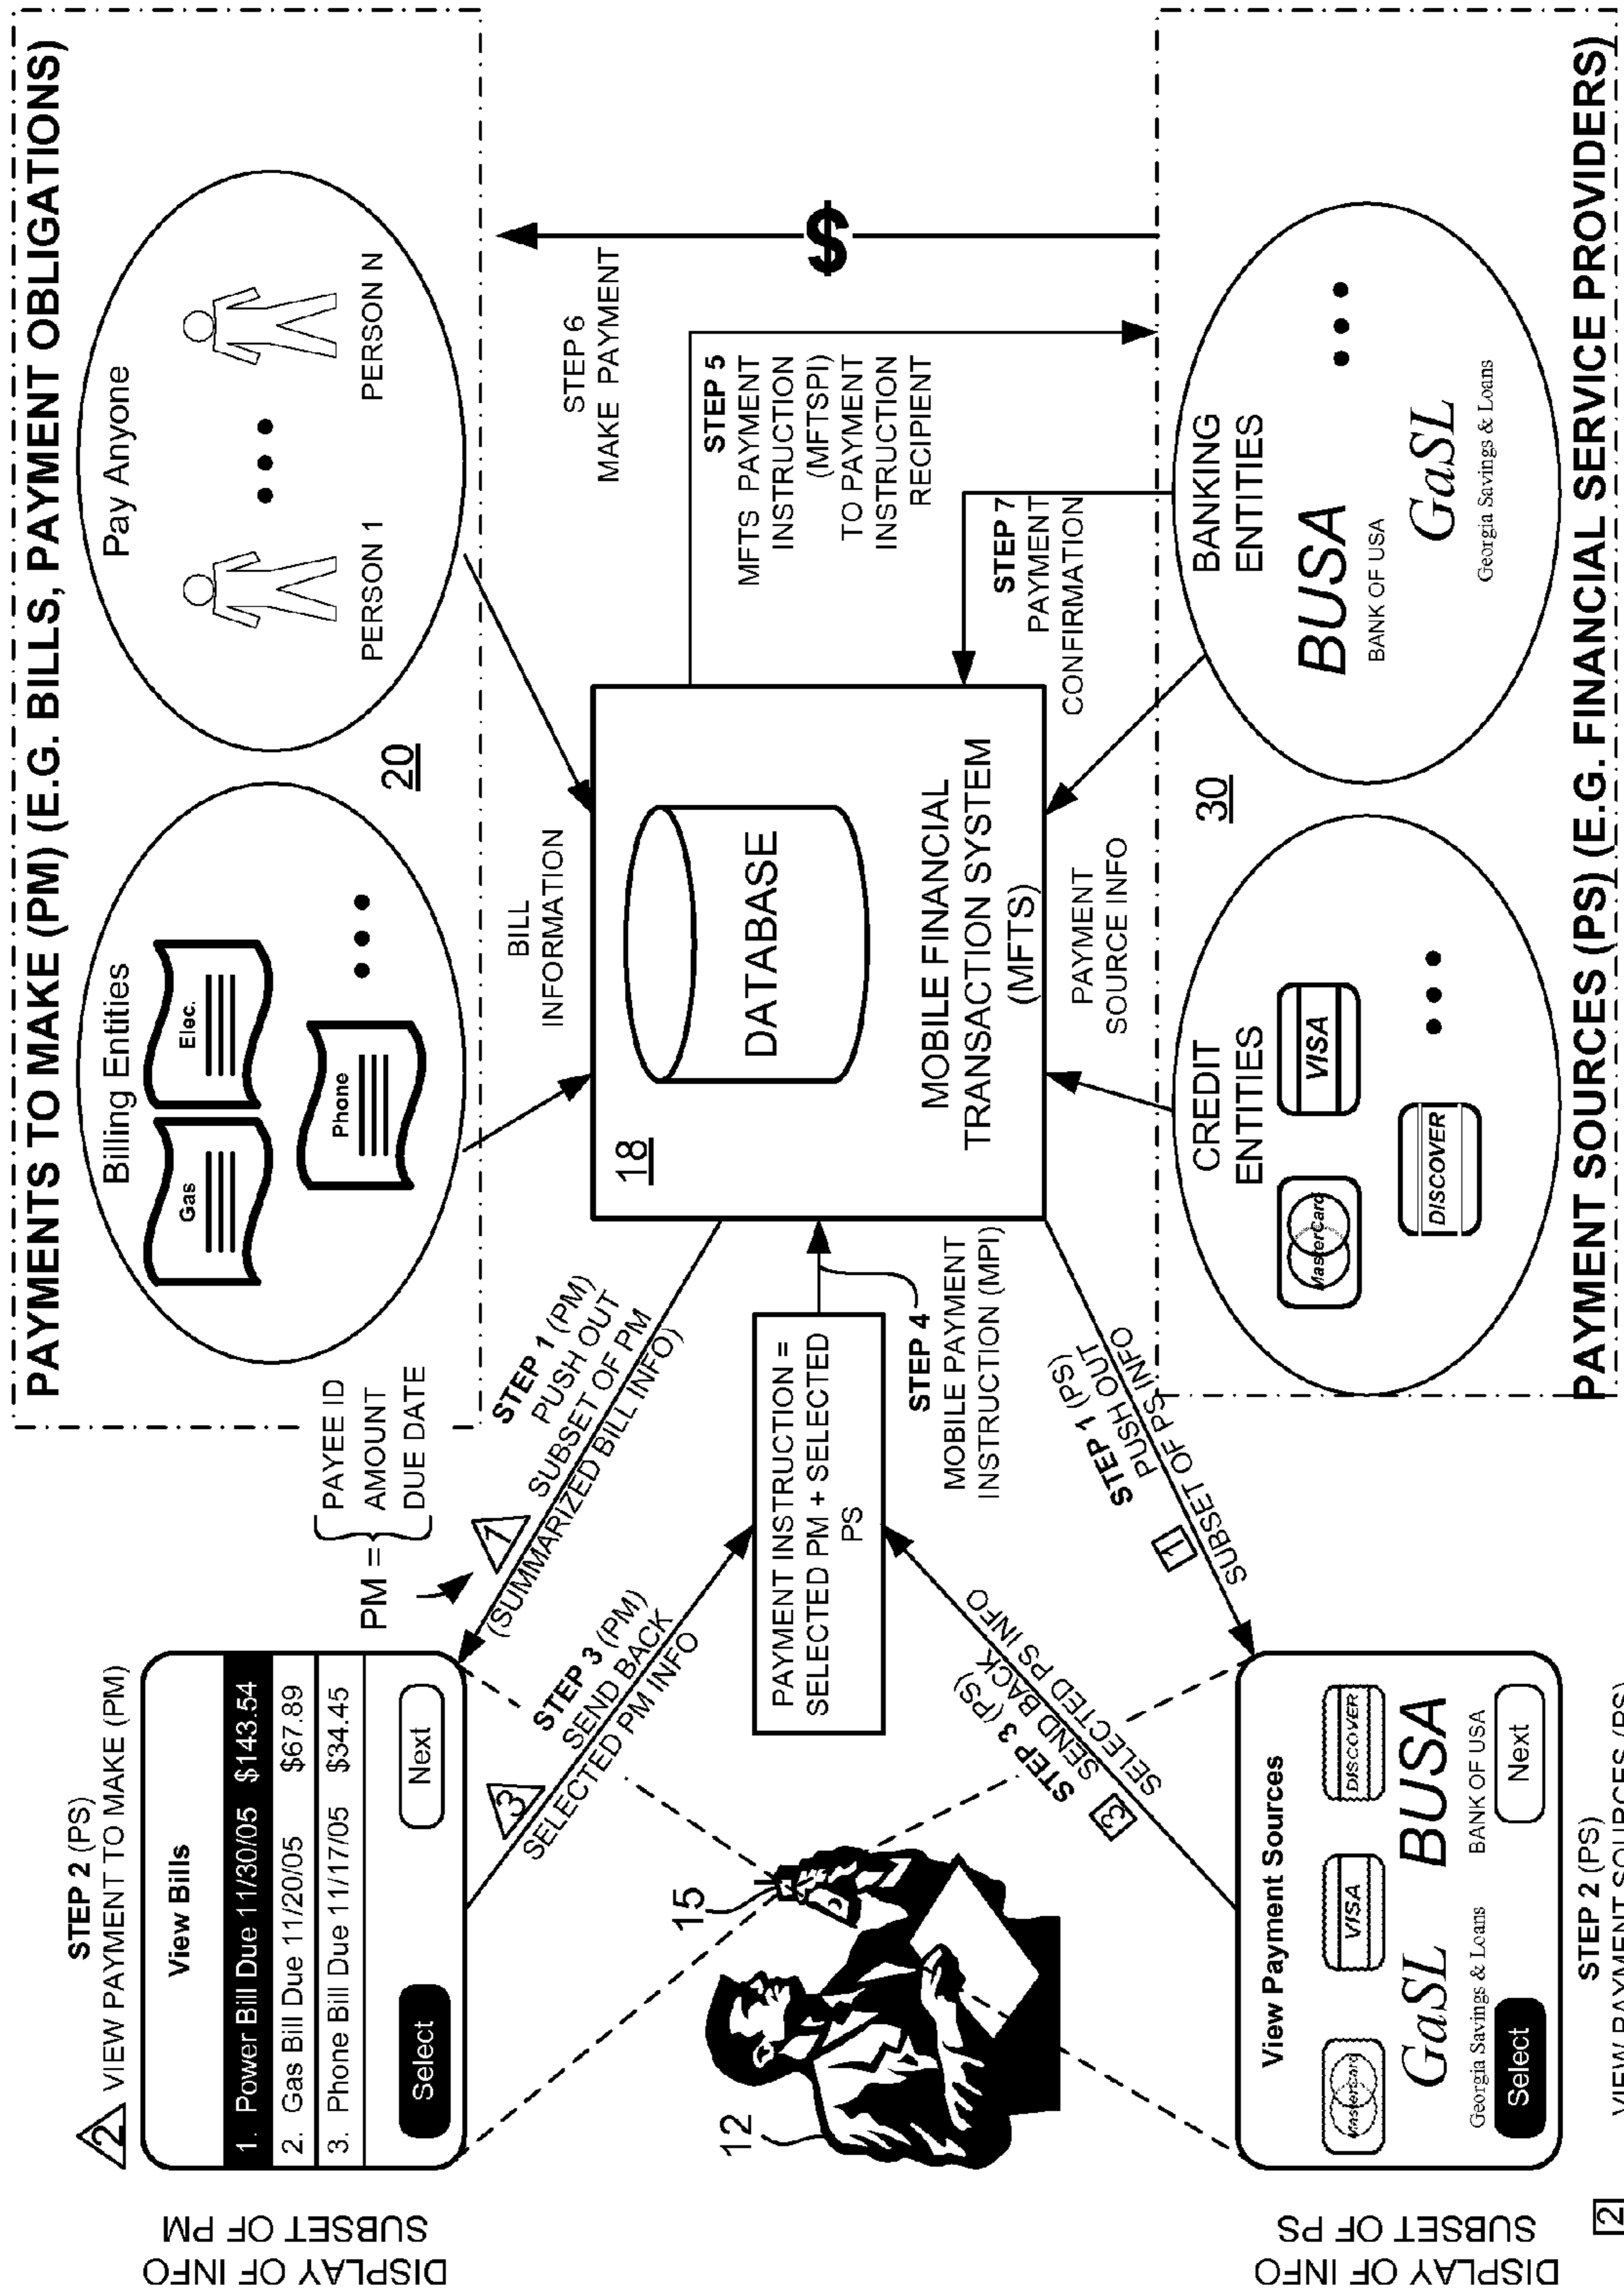 PAYMENTS TO MAKE (PM) (E.G. BILLS, PAYMENT OBLIGATIONS)
STEP 2 (PS)
2 VIEW PAYMENT TO MAKE (PM)
DISPLAY OF INFO
SUBSET OF PM
View Bills
1. Power Bill Due 11/30/05 $143.54
2. Gas Bill Due 11/20/05 $67.89
3. Phone Bill Due 11/17/05 $34.45
Select
Next
PM =
PAYEE ID
AMOUNT
DUE DATE
1
STEP 1 (PM)
PUSH OUT
SUBSET OF PM
(SUMMARIZED BILL INFO)
3
STEP 3 (PM)
SEND BACK
SELECTED PM INFO
Billing Entities
Gas
Elec.
Phone
20
Pay Anyone
PERSON 1
PERSON N
BILL
INFORMATION
STEP 6
MAKE PAYMENT
$
12
15
PAYMENT INSTRUCTION =
SELECTED PM + SELECTED
PS
STEP 4
MOBILE PAYMENT
INSTRUCTION (MPI)
18
DATABASE
MOBILE FINANCIAL
TRANSACTION SYSTEM
(MFTS)
STEP 5
MFTS PAYMENT
INSTRUCTION
(MFTSPI)
TO PAYMENT
INSTRUCTION
RECIPIENT
STEP 7
PAYMENT
CONFIRMATION
PAYMENT
SOURCE INFO
3
STEP 3 (PS)
SEND BACK
SELECTED PS INFO
1
STEP 1 (PS)
PUSH OUT
SUBSET OF PS INFO
DISPLAY OF INFO
SUBSET OF PS
View Payment Sources
MasterCard
VISA
DISCOVER
GaSL
Georgia Savings & Loans
BUSA
BANK OF USA
Select
Next
2
STEP 2 (PS)
VIEW PAYMENT SOURCES (PS)
CREDIT
ENTITIES
MasterCard
VISA
DISCOVER
30
BANKING
ENTITIES
BUSA
BANK OF USA
GaSL
Georgia Savings & Loans
PAYMENT SOURCES (PS) (E.G. FINANCIAL SERVICE PROVIDERS)